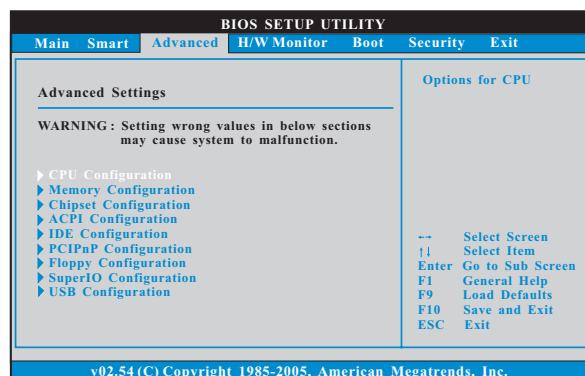 BIOS SETUP UTILITY
Main Smart Advanced H/W Monitor Boot Security Exit
Advanced Settings
WARNING : Setting wrong values in below sections
may cause system to malfunction.
CPU Configuration
Memory Configuration
Chipset Configuration
ACPI Configuration
IDE Configuration
PCIPnP Configuration
Floppy Configuration
SuperIO Configuration
USB Configuration
Options for CPU
←→ Select Screen
↑↓ Select Item
Enter Go to Sub Screen
F1 General Help
F9 Load Defaults
F10 Save and Exit
ESC Exit
v02.54 (C) Copyright 1985-2005, American Megatrends, Inc.